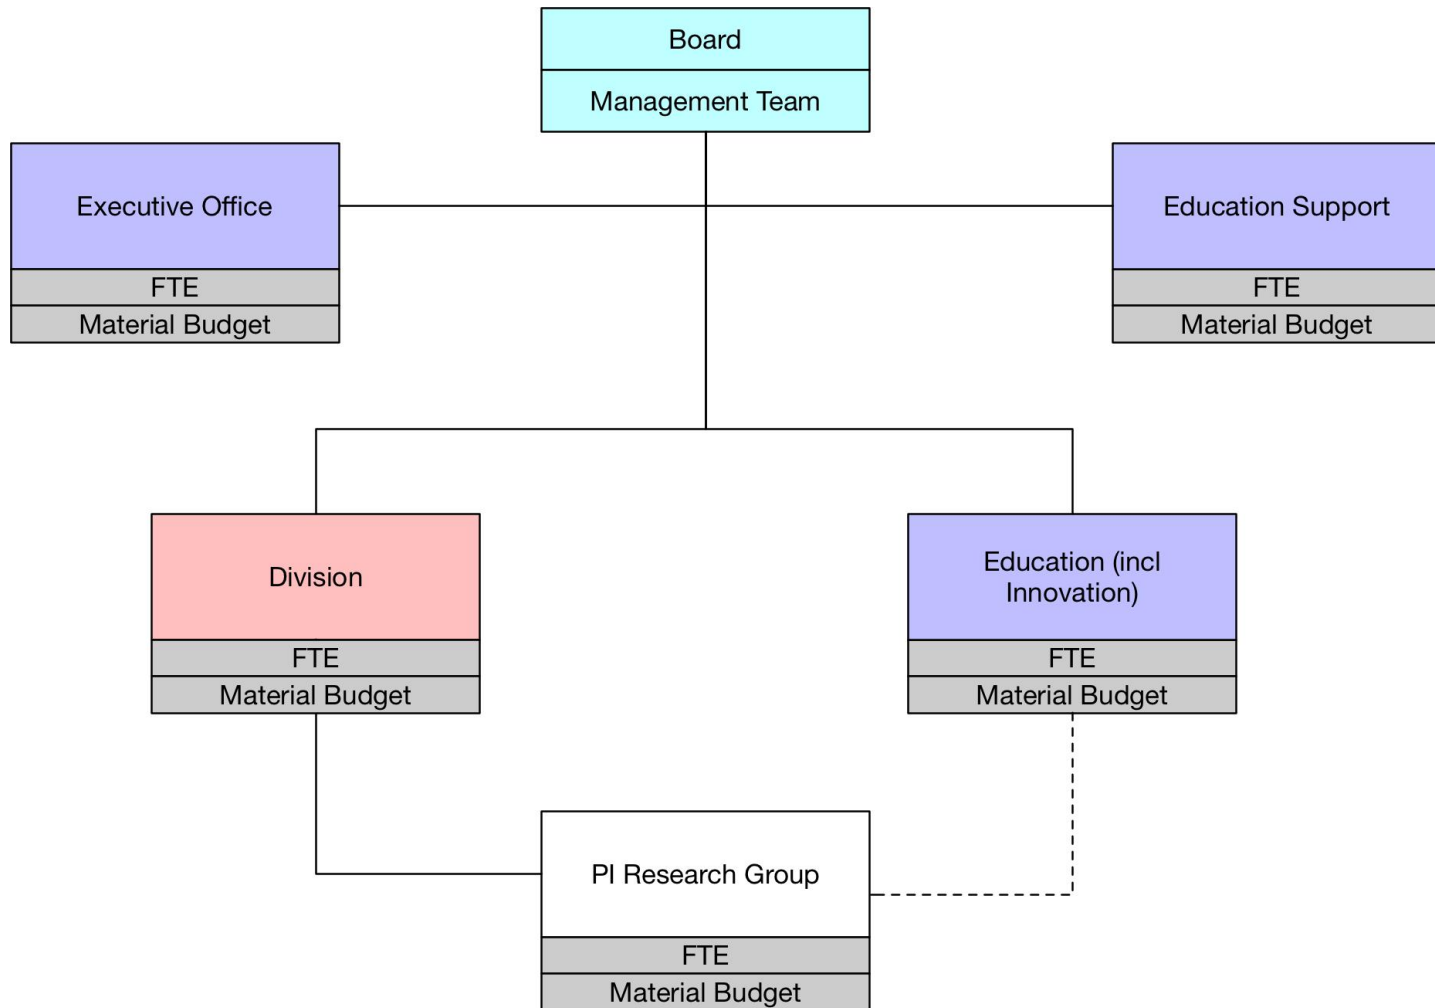 Board
Management Team
Executive Office
FTE
Material Budget
Education Support
FTE
Material Budget
Division
FTE
Material Budget
Education (incl
Innovation)
FTE
Material Budget
PI Research Group
FTE
Material Budget